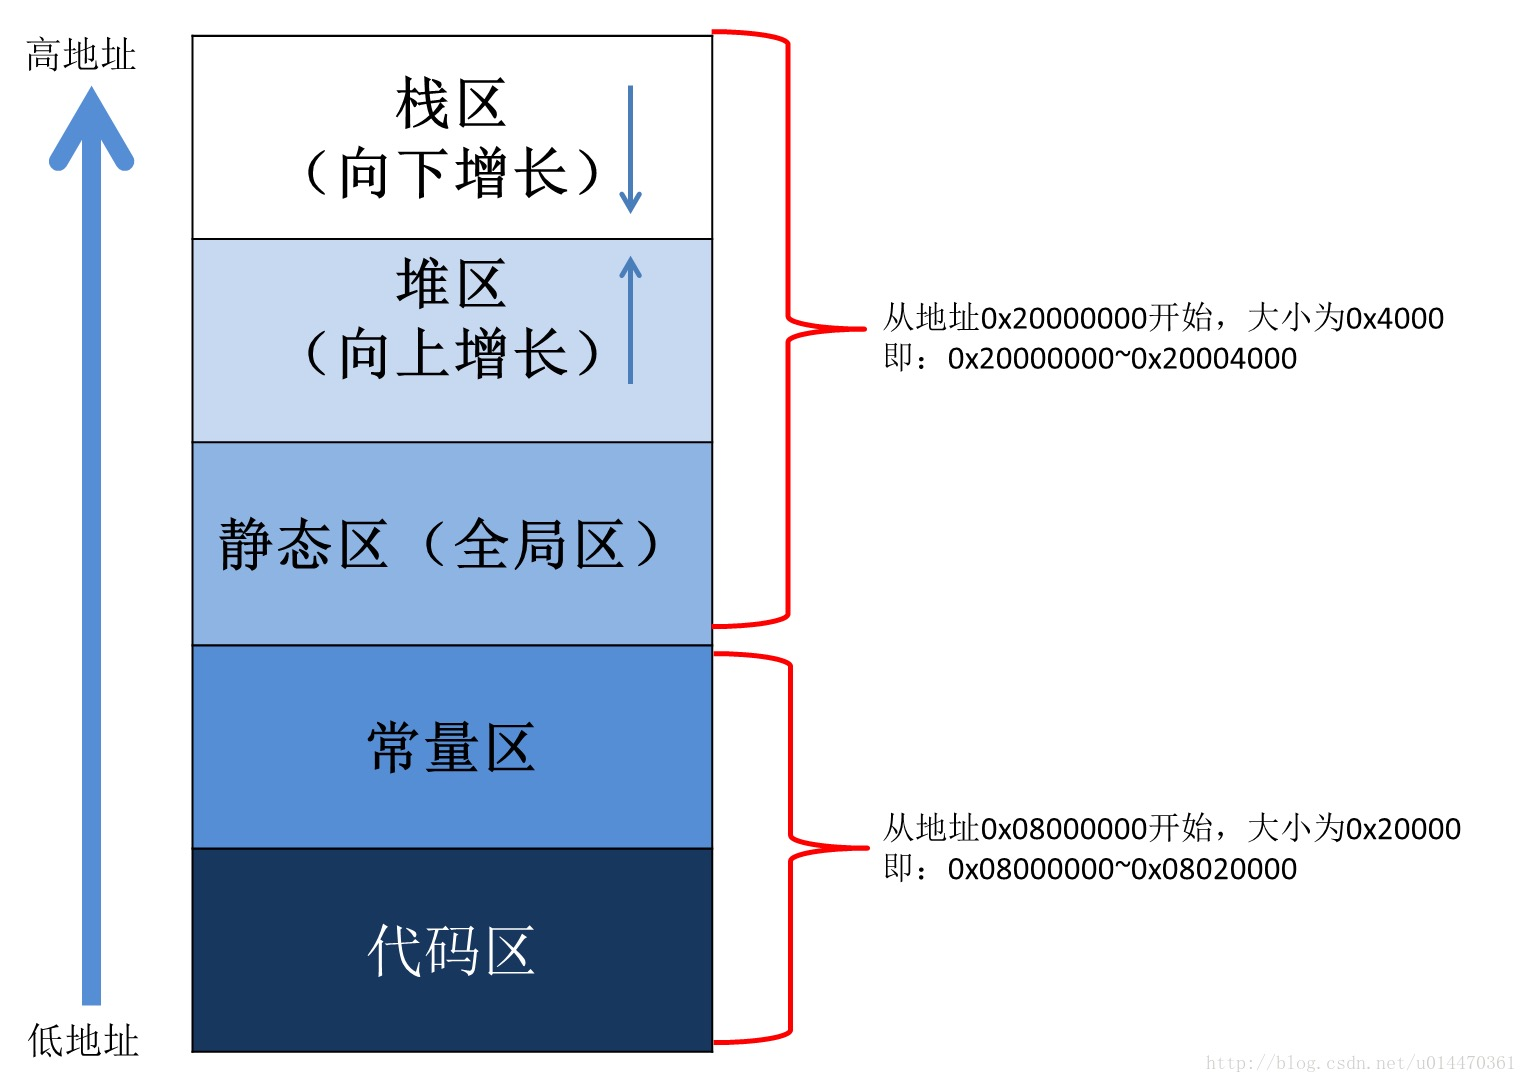 高地址
栈区
（向下增长）
堆区
（向上增长）
从地址0x20000000开始，大小为0x4000
即：0x20000000~0x20004000
静态区（全局区）
常量区
从地址0x08000000开始，大小为0x20000
即：0x08000000~0x08020000
代码区
低地址
http://blog.csdn.net/u014470361